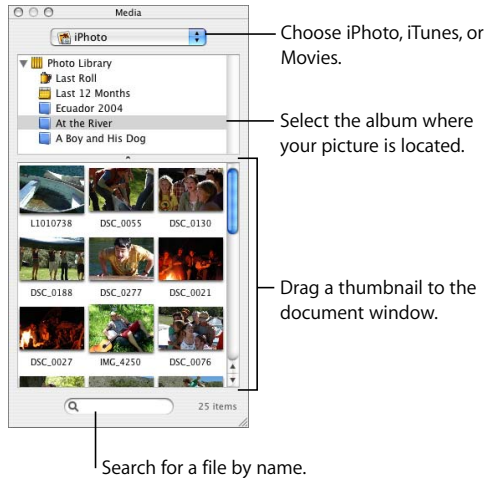 Media
iPhoto
Choose iPhoto, iTunes, or
Movies.
Photo Library
Last Roll
Last 12 Months
Ecuador 2004
At the River
A Boy and His Dog
Select the album where
your picture is located.
L1010738 DSC_0055 DSC_0130
DSC_0188 DSC_0277 DSC_0021
DSC_0027 IMG_4250 DSC_0076
Drag a thumbnail to the
document window.
25 items
Search for a file by name.